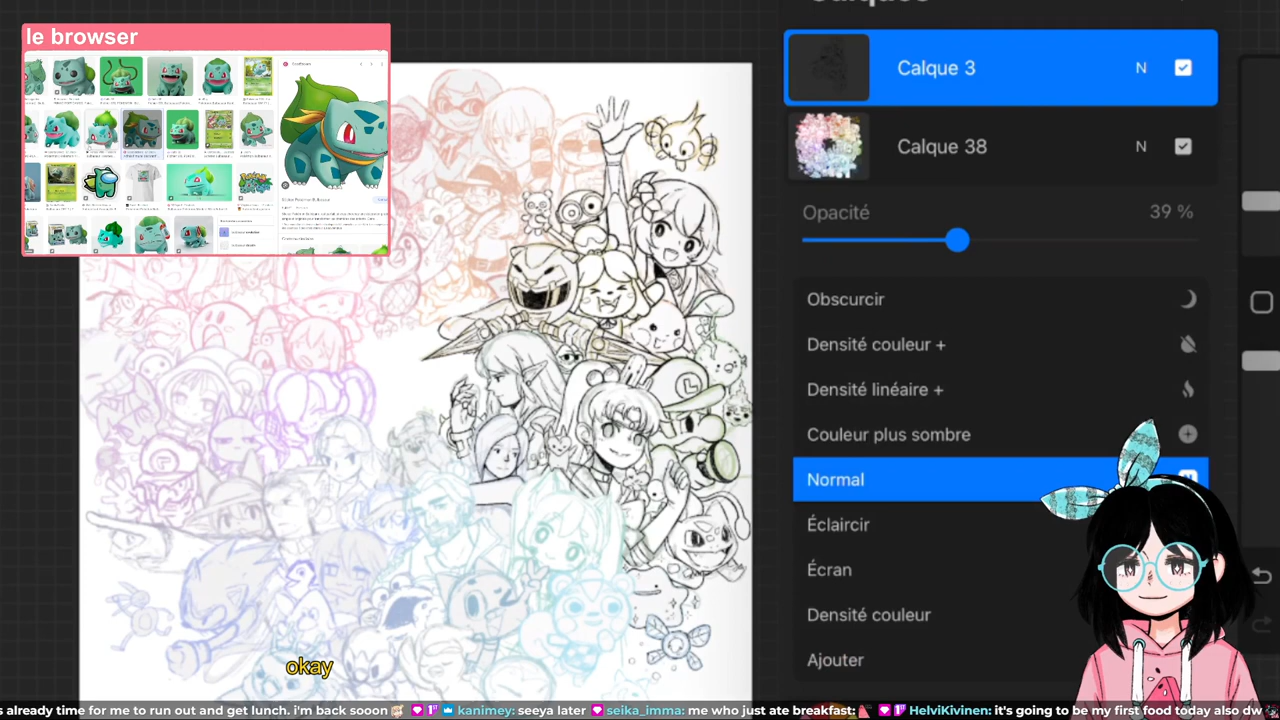 le browser
Calque 3
N
Calque 38
N
Opacité
Obscurcir
Densité couleur +
Densité linéaire +
Couleur plus sombre
Normal
Éclaircir
Écran
Densité couleur
Ajouter
L
okay
s already time for me to run out and get lunch. i'm back sooon kanimey: seeya later seika_imma: me who just ate breakfast: HelviKivinen: it's going to be my first food today also dw